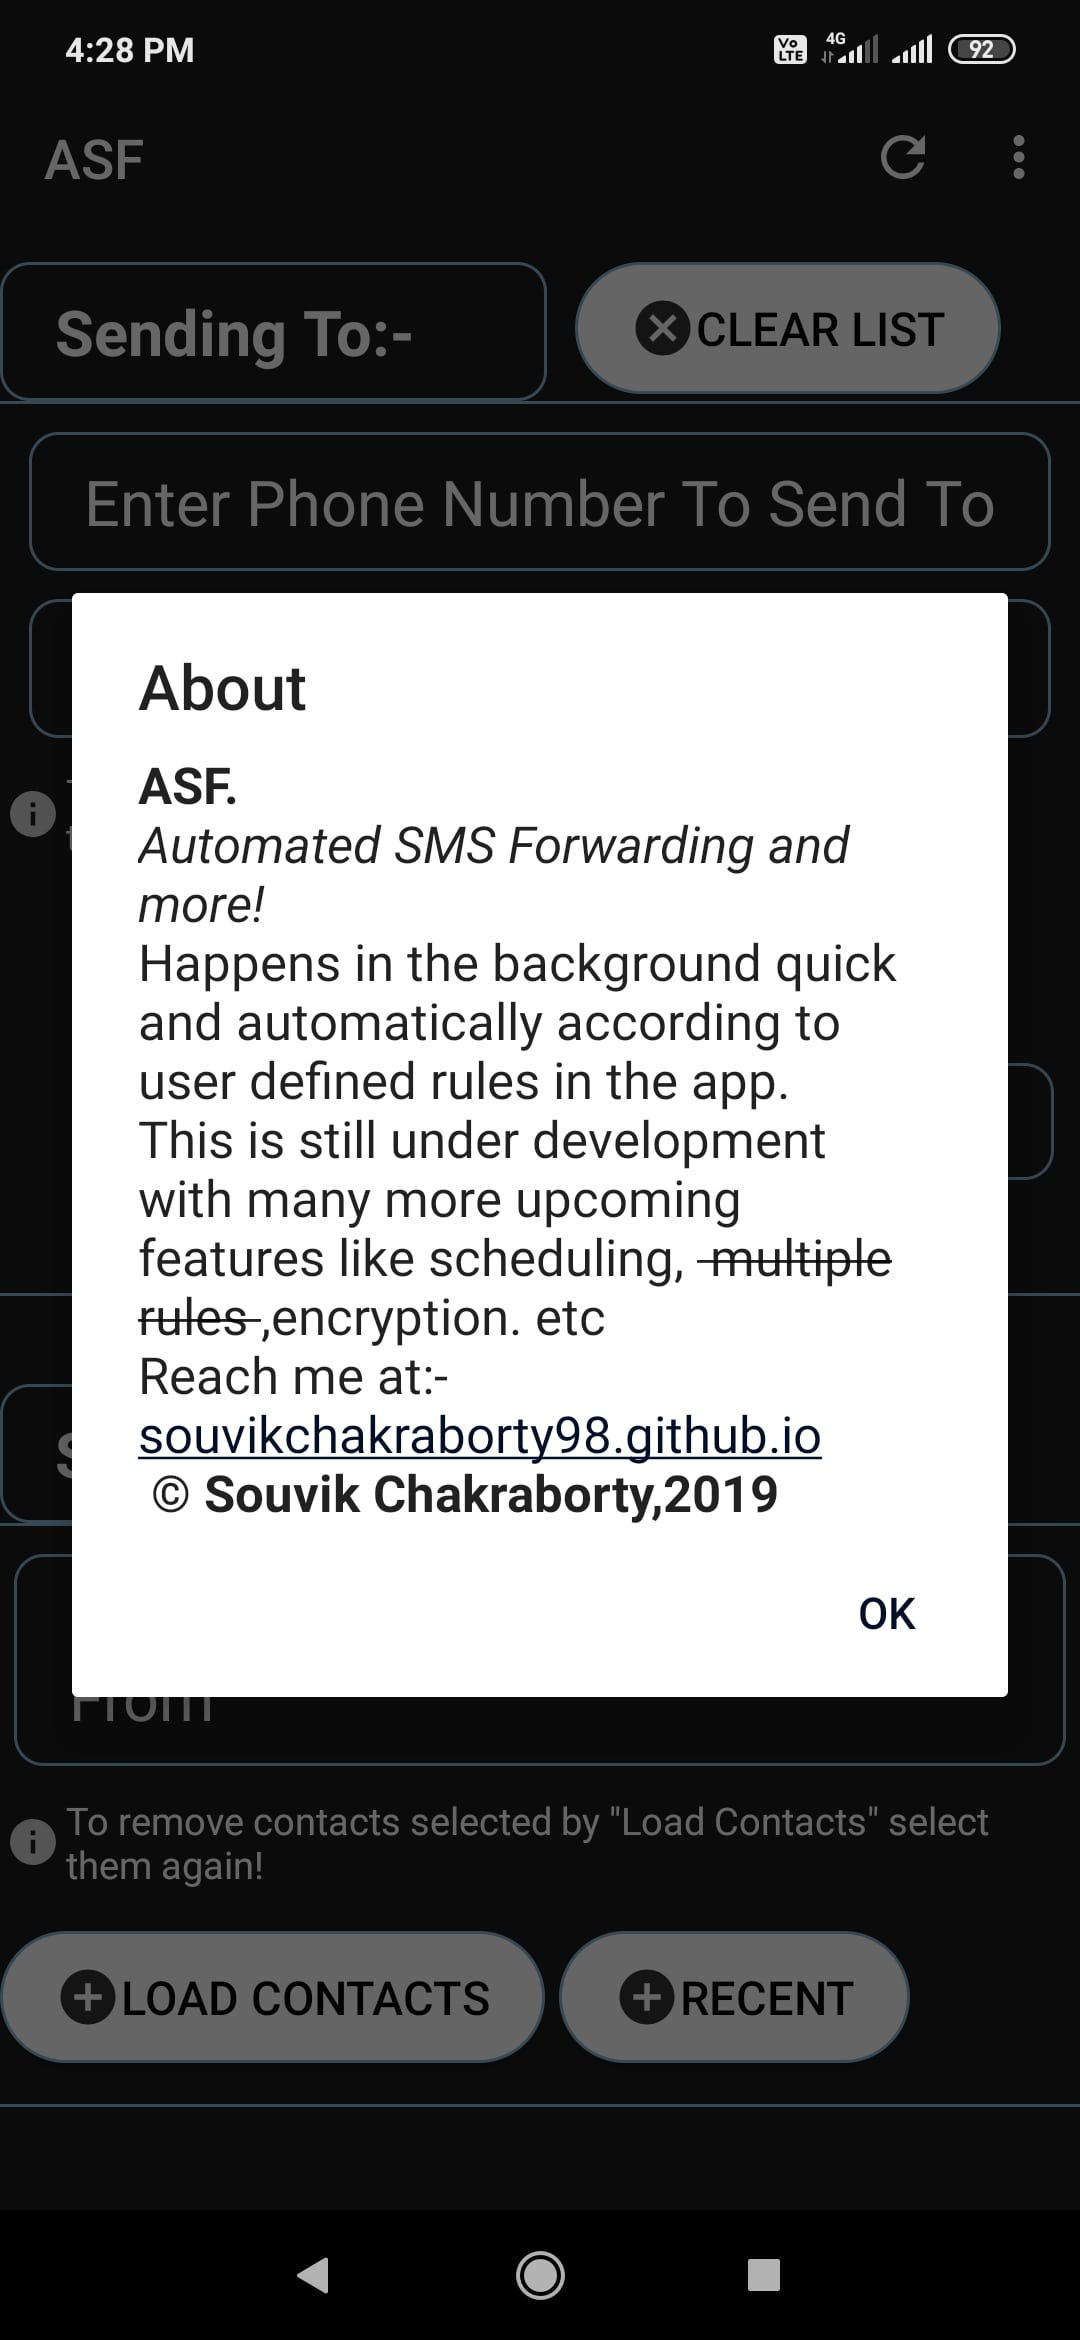 4:28 PM
Vo LTE 4G 92
ASF
Sending To:-
CLEAR LIST
Enter Phone Number To Send To
About
ASF.
Automated SMS Forwarding and
more!
Happens in the background quick
and automatically according to
user defined rules in the app.
This is still under development
with many more upcoming
features like scheduling, multiple
rules ,encryption. etc
Reach me at:-
souvikchakraborty98.github.io
© Souvik Chakraborty,2019
OK
From
To remove contacts selected by "Load Contacts" select
them again!
LOAD CONTACTS
RECENT